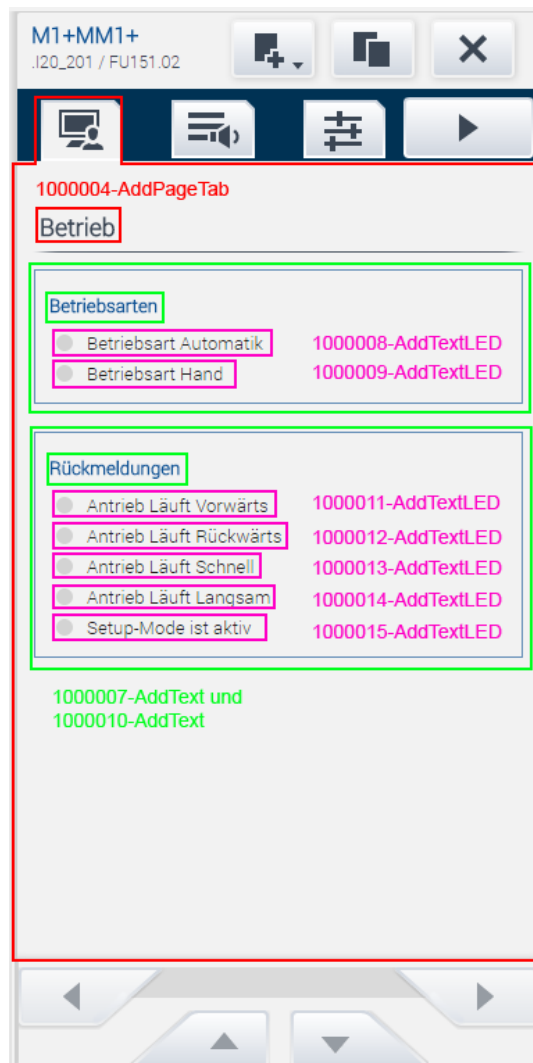 M1+MM1+
.I20_201 / FU151.02
1000004-AddPageTab
Betrieb
Betriebsarten
Betriebsart Automatik 1000008-AddTextLED
Betriebsart Hand 1000009-AddTextLED
Rückmeldungen
Antrieb Läuft Vorwärts 1000011-AddTextLED
Antrieb Läuft Rückwärts 1000012-AddTextLED
Antrieb Läuft Schnell 1000013-AddTextLED
Antrieb Läuft Langsam 1000014-AddTextLED
Setup-Mode ist aktiv 1000015-AddTextLED
1000007-AddText und
1000010-AddText